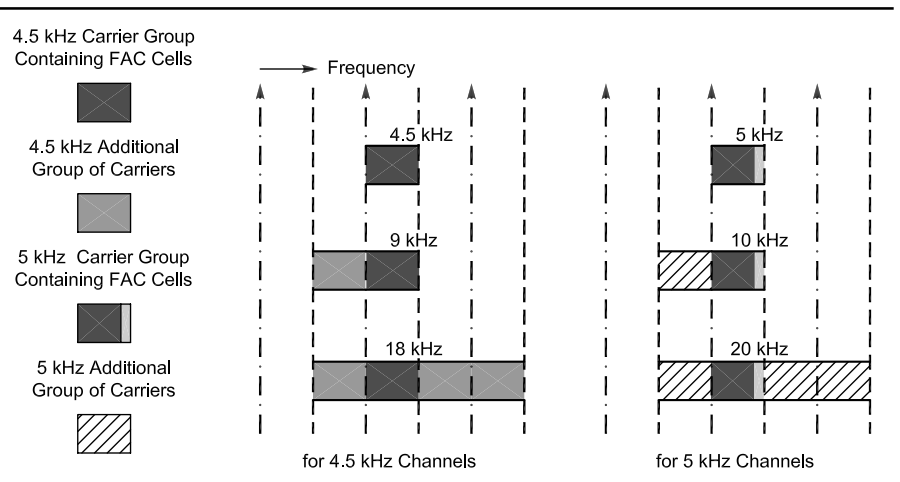 4.5 kHz Carrier Group
Containing FAC Cells
4.5 kHz Additional
Group of Carriers
5 kHz Carrier Group
Containing FAC Cells
5 kHz Additional
Group of Carriers
Frequency
4.5 kHz
9 kHz
18 kHz
for 4.5 kHz Channels
5 kHz
10 kHz
20 kHz
for 5 kHz Channels